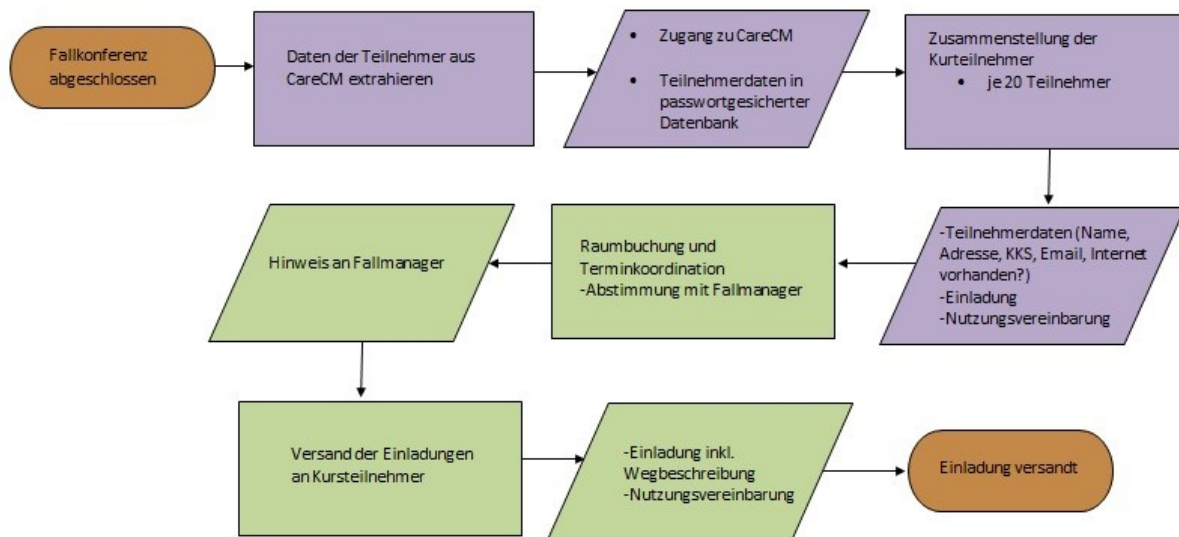 Fallkonferenz
abgeschlossen
Daten der Teilnehmer aus
CareCM extrahieren
• Zugang zu CareCM
• Teilnehmerdaten in
passwortgesicherter
Datenbank
Zusammenstellung der
Kurteilnehmer
• je 20 Teilnehmer
-Teilnehmerdaten (Name,
Adresse, KKS, Email, Internet
vorhanden?)
-Einladung
-Nutzungsvereinbarung
Raumbuchung und
Terminkoordination
-Abstimmung mit Fallmanager
Hinweis an Fallmanager
Versand der Einladungen
an Kursteilnehmer
-Einladung inkl.
Wegbeschreibung
-Nutzungsvereinbarung
Einladung versandt